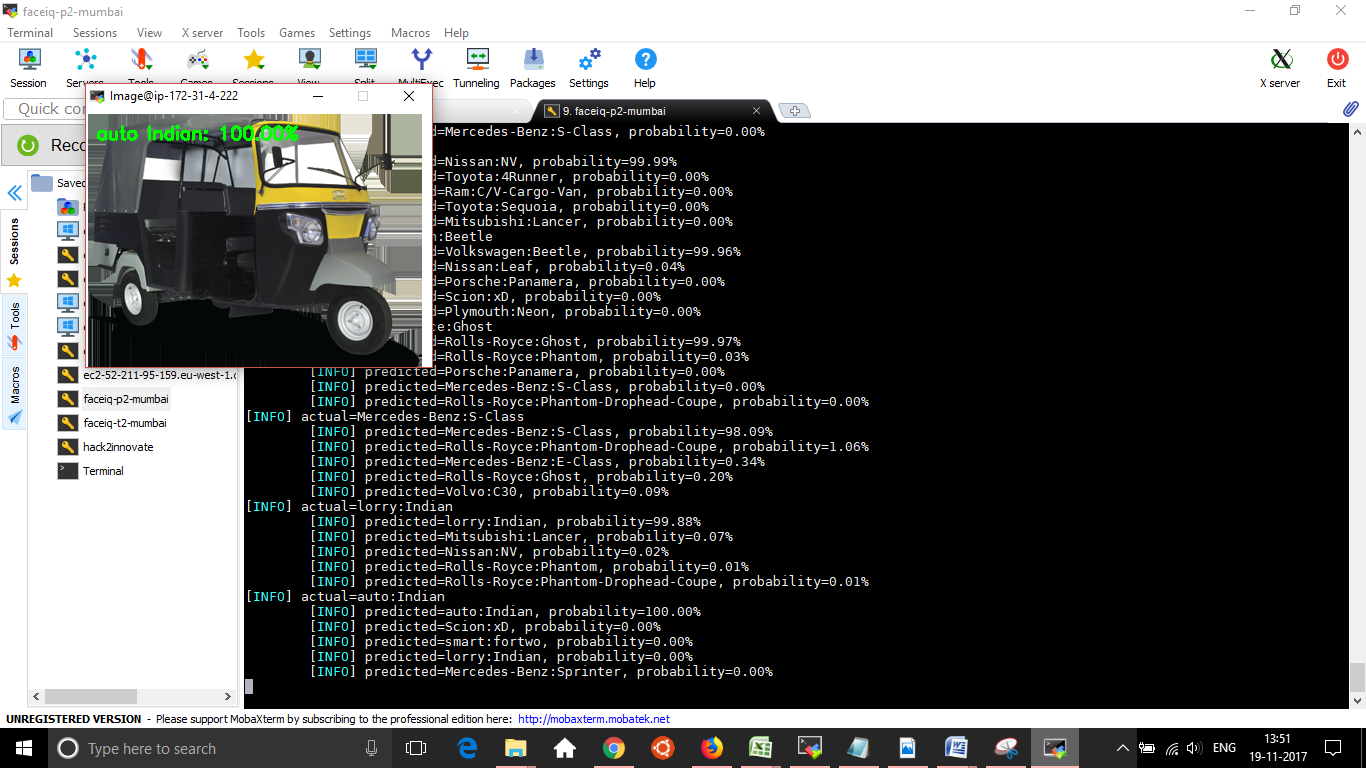 faceiq-p2-mumbai
Terminal Sessions View X server Tools Games Settings Macros Help
Session Servers Tools Games Sessions View Split MultiExec Tunneling Packages Settings Help X server Exit
Quick con
Image@ip-172-31-4-222
9. faceiq-p2-mumbai
auto Indian: 100.00%
Reco
Saved
Sessions
Tools
Macros
ec2-52-211-95-159.eu-west-1.c
faceiq-p2-mumbai
faceiq-t2-mumbai
hack2innovate
Terminal
d=Mercedes-Benz:S-Class, probability=0.00%
d=Nissan:NV, probability=99.99%
d=Toyota:4Runner, probability=0.00%
d=Ram:C/V-Cargo-Van, probability=0.00%
d=Toyota:Sequoia, probability=0.00%
d=Mitsubishi:Lancer, probability=0.00%
n:Beetle
d=Volkswagen:Beetle, probability=99.96%
d=Nissan:Leaf, probability=0.04%
d=Porsche:Panamera, probability=0.00%
d=Scion:xD, probability=0.00%
d=Plymouth:Neon, probability=0.00%
ce:Ghost
d=Rolls-Royce:Ghost, probability=99.97%
d=Rolls-Royce:Phantom, probability=0.03%
[INFO] predicted=Porsche:Panamera, probability=0.00%
[INFO] predicted=Mercedes-Benz:S-Class, probability=0.00%
[INFO] predicted=Rolls-Royce:Phantom-Drophead-Coupe, probability=0.00%
[INFO] actual=Mercedes-Benz:S-Class
[INFO] predicted=Mercedes-Benz:S-Class, probability=98.09%
[INFO] predicted=Rolls-Royce:Phantom-Drophead-Coupe, probability=1.06%
[INFO] predicted=Mercedes-Benz:E-Class, probability=0.34%
[INFO] predicted=Rolls-Royce:Ghost, probability=0.20%
[INFO] predicted=Volvo:C30, probability=0.09%
[INFO] actual=lorry:Indian
[INFO] predicted=lorry:Indian, probability=99.88%
[INFO] predicted=Mitsubishi:Lancer, probability=0.07%
[INFO] predicted=Nissan:NV, probability=0.02%
[INFO] predicted=Rolls-Royce:Phantom, probability=0.01%
[INFO] predicted=Rolls-Royce:Phantom-Drophead-Coupe, probability=0.01%
[INFO] actual=auto:Indian
[INFO] predicted=auto:Indian, probability=100.00%
[INFO] predicted=Scion:xD, probability=0.00%
[INFO] predicted=smart:fortwo, probability=0.00%
[INFO] predicted=lorry:Indian, probability=0.00%
[INFO] predicted=Mercedes-Benz:Sprinter, probability=0.00%
UNREGISTERED VERSION - Please support MobaXterm by subscribing to the professional edition here: http://mobaxterm.mobatek.net
Type here to search
ENG
13:51
19-11-2017